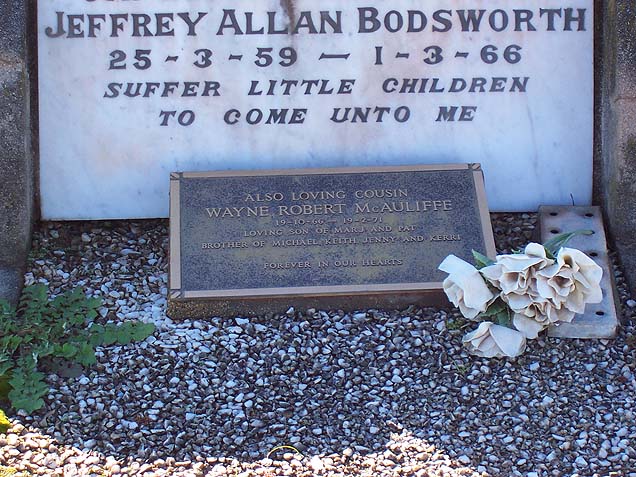 JEFFREY ALLAN BODSWORTH
25-3-59 — 1-3-66
SUFFER LITTLE CHILDREN
TO COME UNTO ME
ALSO LOVING COUSIN
WAYNE ROBERT McAULIFFE
LOVING SON OF MARJ AND PAT
BROTHER OF MICHAEL KEITH JENNY AND KERRI
FOREVER IN OUR HEARTS